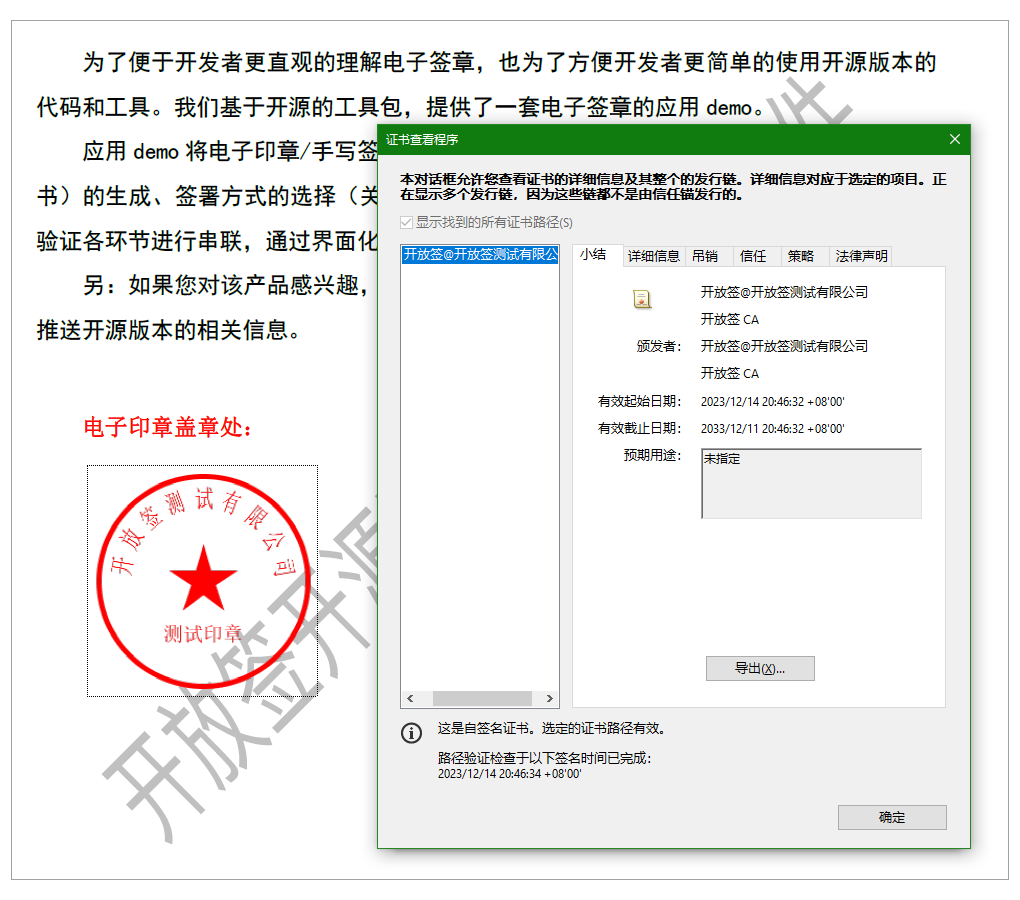 为了便于开发者更直观的理解电子签章，也为了方便开发者更简单的使用开源版本的
代码和工具。我们基于开源的工具包，提供了一套电子签章的应用 demo。
应用 demo 将电子印章/手写签
书）的生成、签署方式的选择（关
验证各环节进行串联，通过界面化
另：如果您对该产品感兴趣，
推送开源版本的相关信息。
电子印章盖章处：
开放签测试有限公司
测试印章
开放签开源
件
证书查看程序
本对话框允许您查看证书的详细信息及其整个的发行链。详细信息对应于选定的项目。正
在显示多个发行链，因为这些链都不是由信任锚发行的。
显示找到的所有证书路径(S)
开放签@开放签测试有限公
小结 详细信息 吊销 信任 策略 法律声明
开放签@开放签测试有限公司
开放签 CA
颁发者： 开放签@开放签测试有限公司
开放签 CA
有效起始日期： 2023/12/14 20:46:32 +08'00'
有效截止日期： 2033/12/11 20:46:32 +08'00'
预期用途： 未指定
导出(X)...
这是自签名证书。选定的证书路径有效。
路径验证检查于以下签名时间已完成：
2023/12/14 20:46:34 +08'00'
确定